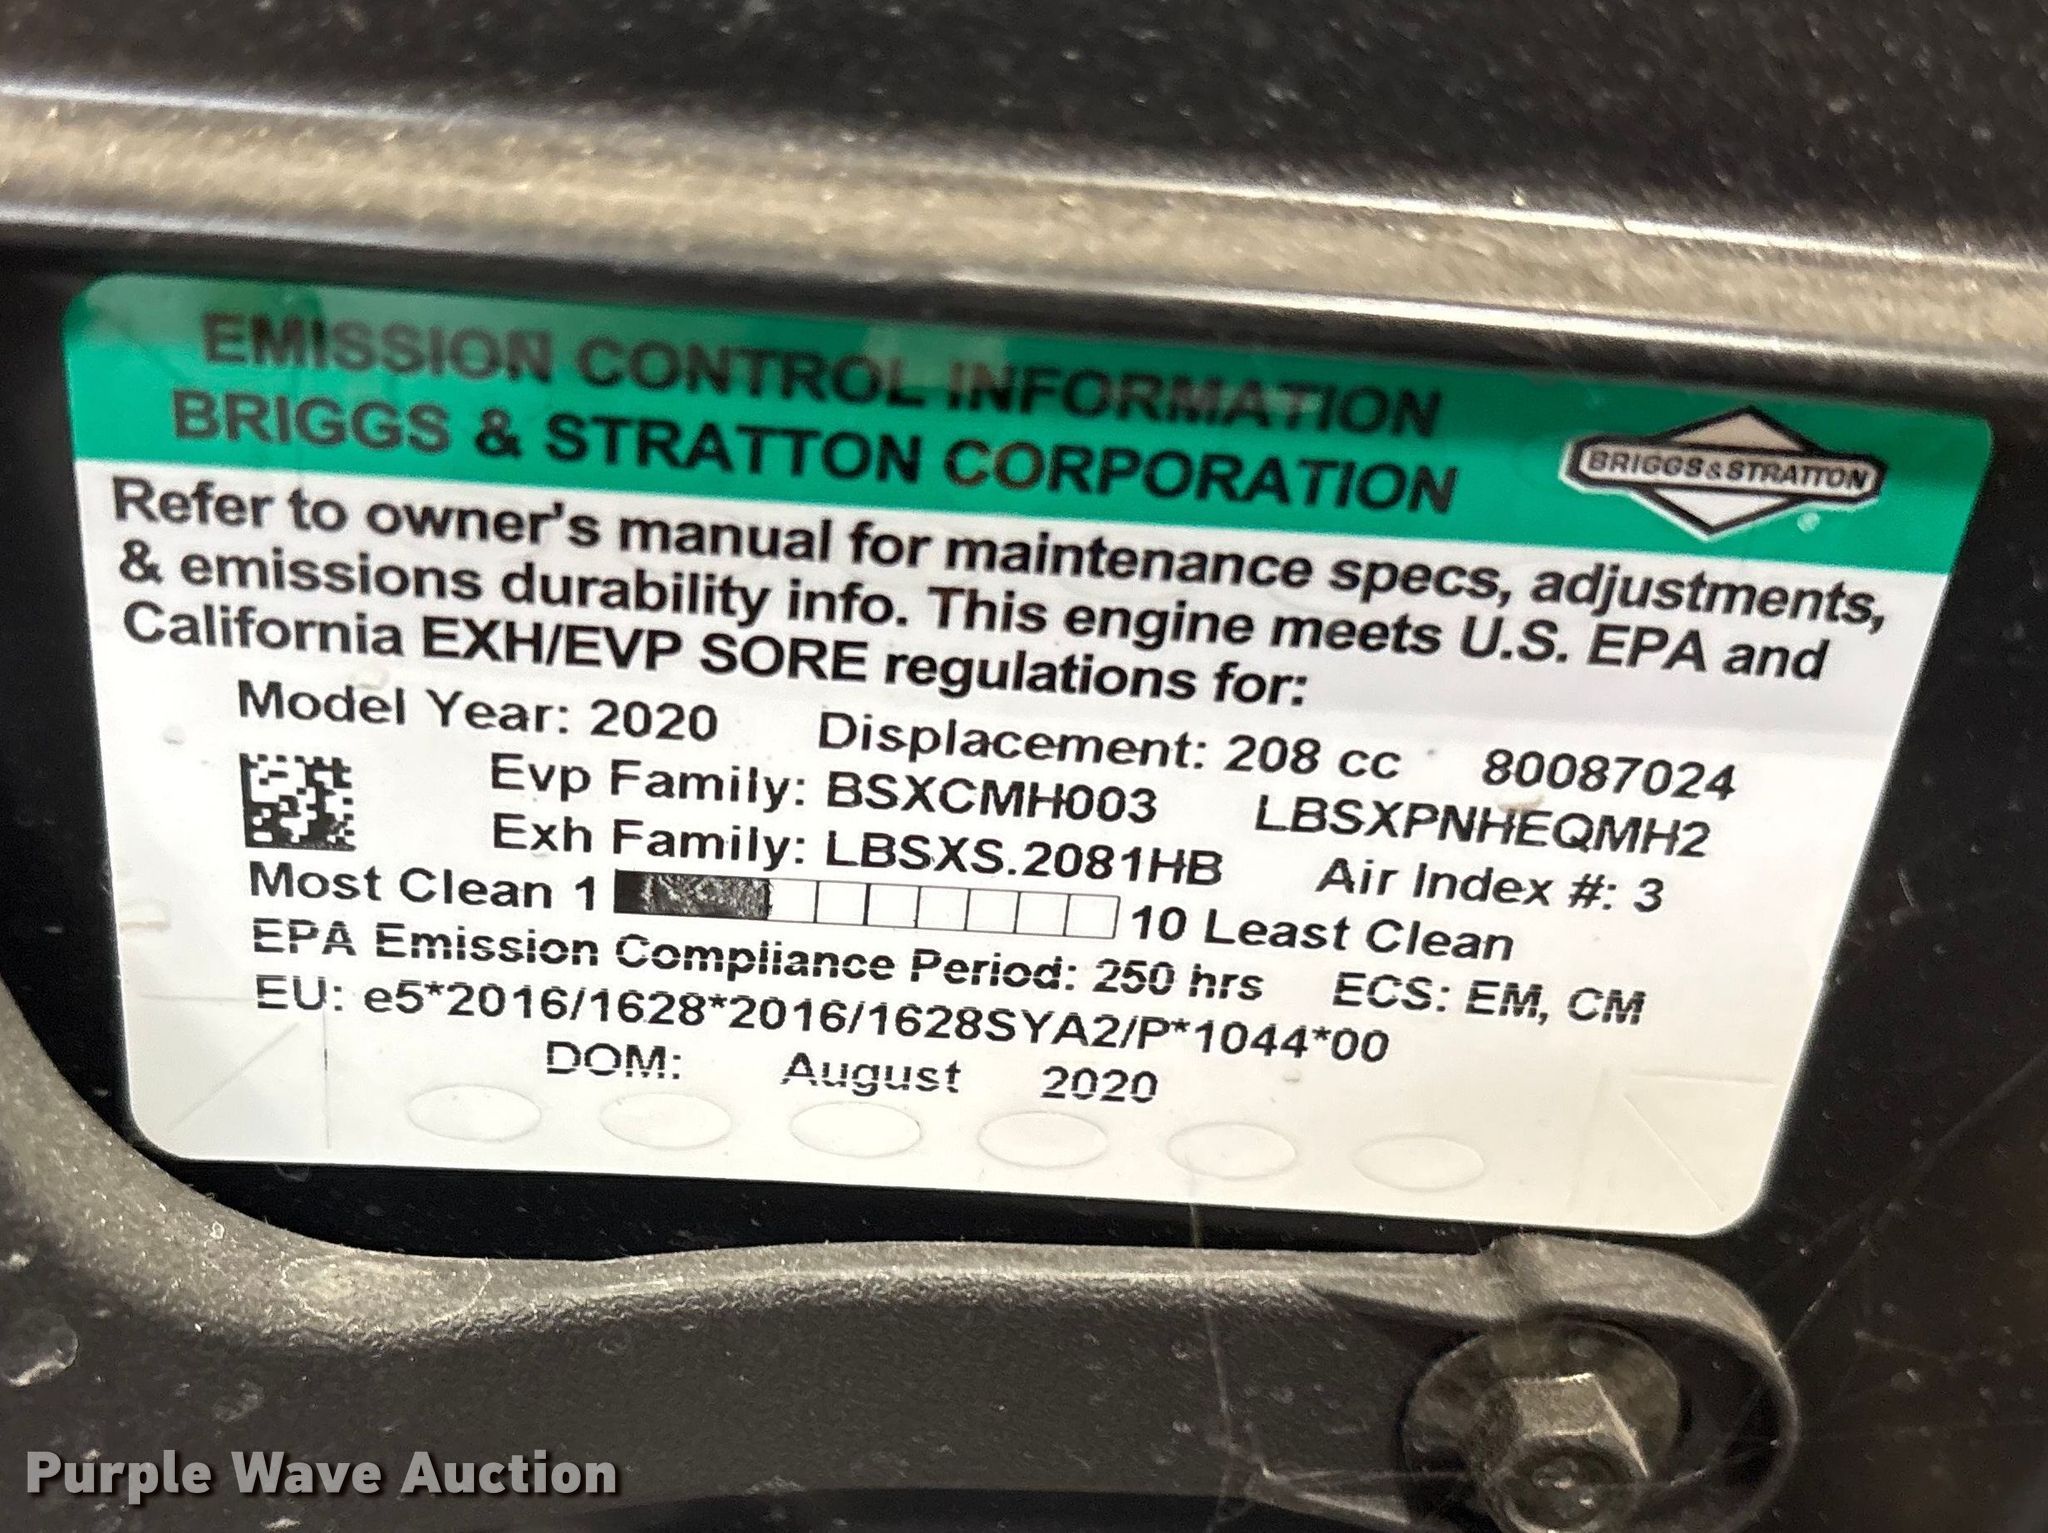 EMISSION CONTROL INFORMATION
BRIGGS & STRATTON CORPORATION
BRIGGS&STRATTON
®
Refer to owner's manual for maintenance specs, adjustments,
& emissions durability info. This engine meets U.S. EPA and
California EXH/EVP SORE regulations for:
Model Year: 2020 Displacement: 208 cc 80087024
Evp Family: BSXCMH003 LBSXPNHEQMH2
Exh Family: LBSXS.2081HB Air Index #: 3
Most Clean 1 10 Least Clean
EPA Emission Compliance Period: 250 hrs ECS: EM, CM
EU: e5*2016/1628*2016/1628SYA2/P*1044*00
DOM: August 2020
Purple Wave Auction